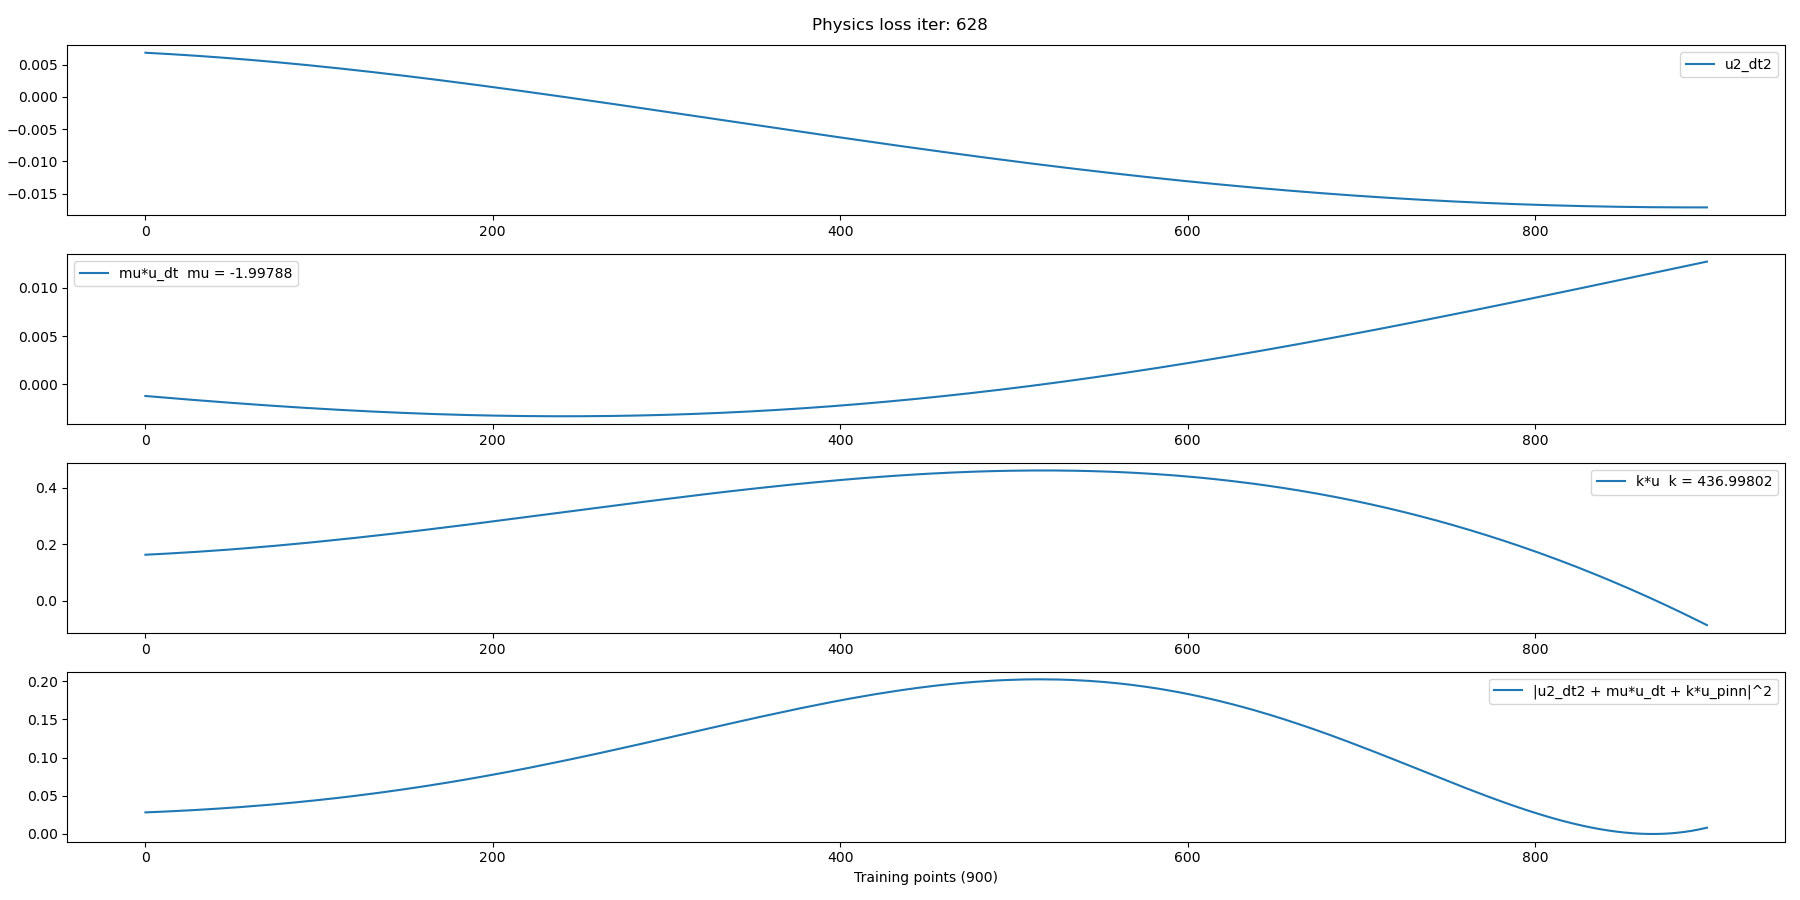 Physics loss iter: 628
0.005
0.000
−0.005
−0.010
−0.015
u2_dt2
0 200 400 600 800
0.010
0.005
0.000
mu*u_dt  mu = -1.99788
0 200 400 600 800
0.4
0.2
0.0
k*u  k = 436.99802
0 200 400 600 800
0.20
0.15
0.10
0.05
0.00
|u2_dt2 + mu*u_dt + k*u_pinn|^2
0 200 400 600 800
Training points (900)